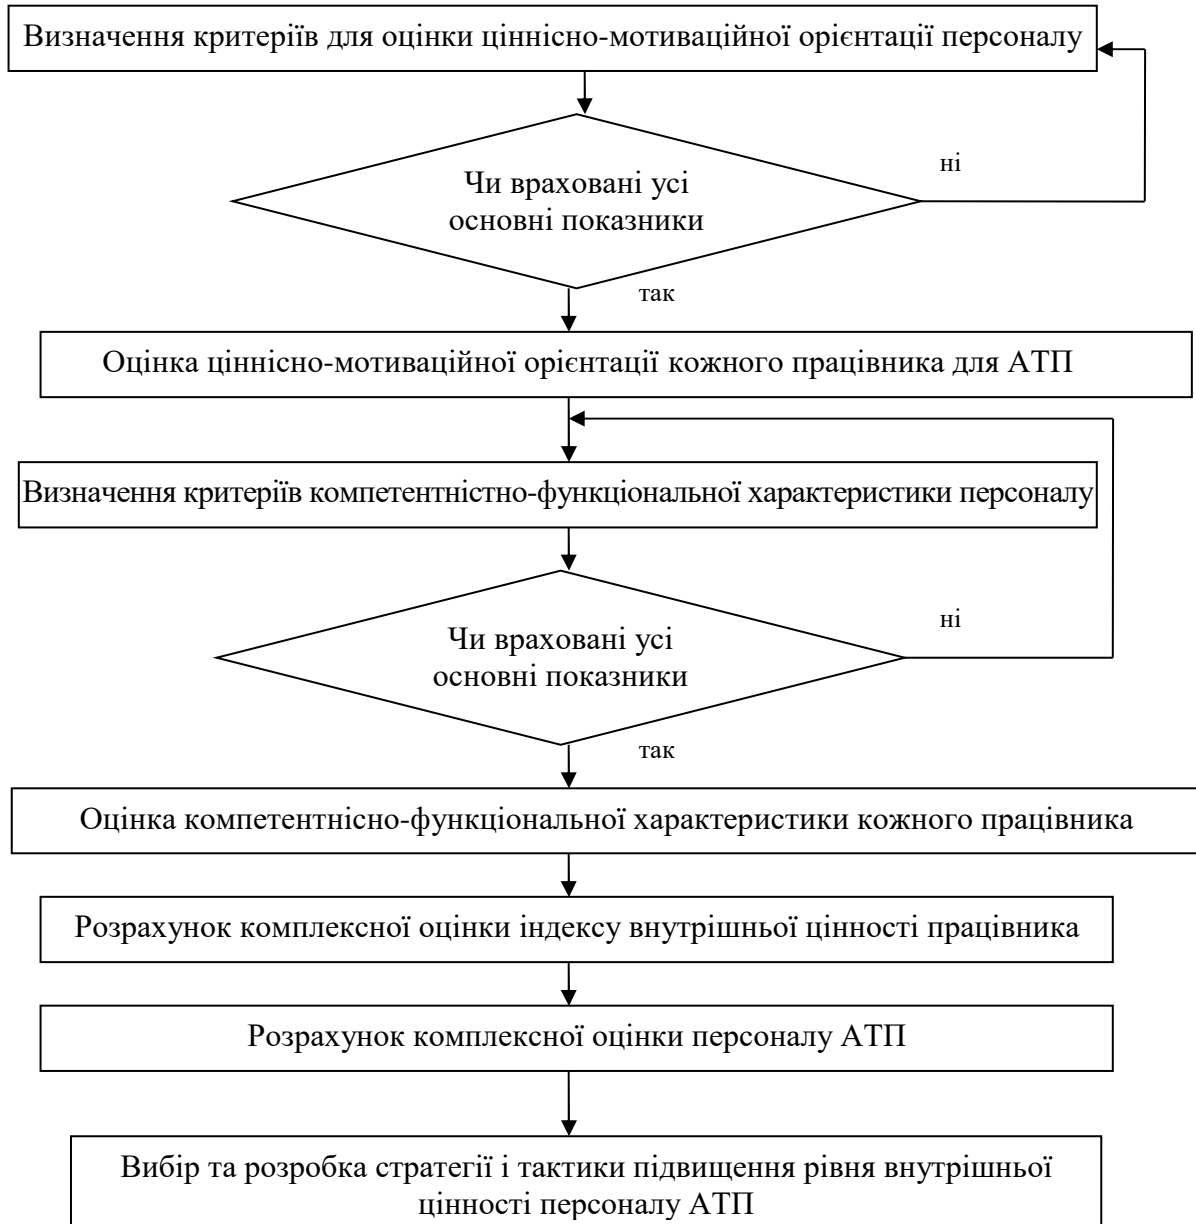 Визначення критеріїв для оцінки ціннісно-мотиваційної орієнтації персоналу
ні
Чи враховані усі
основні показники
так
Оцінка ціннісно-мотиваційної орієнтації кожного працівника для АТП
Визначення критеріїв компетентністно-функціональної характеристики персоналу
ні
Чи враховані усі
основні показники
так
Оцінка компетентнісно-функціональної характеристики кожного працівника
Розрахунок комплексної оцінки індексу внутрішньої цінності працівника
Розрахунок комплексної оцінки персоналу АТП
Вибір та розробка стратегії і тактики підвищення рівня внутрішньої
цінності персоналу АТП